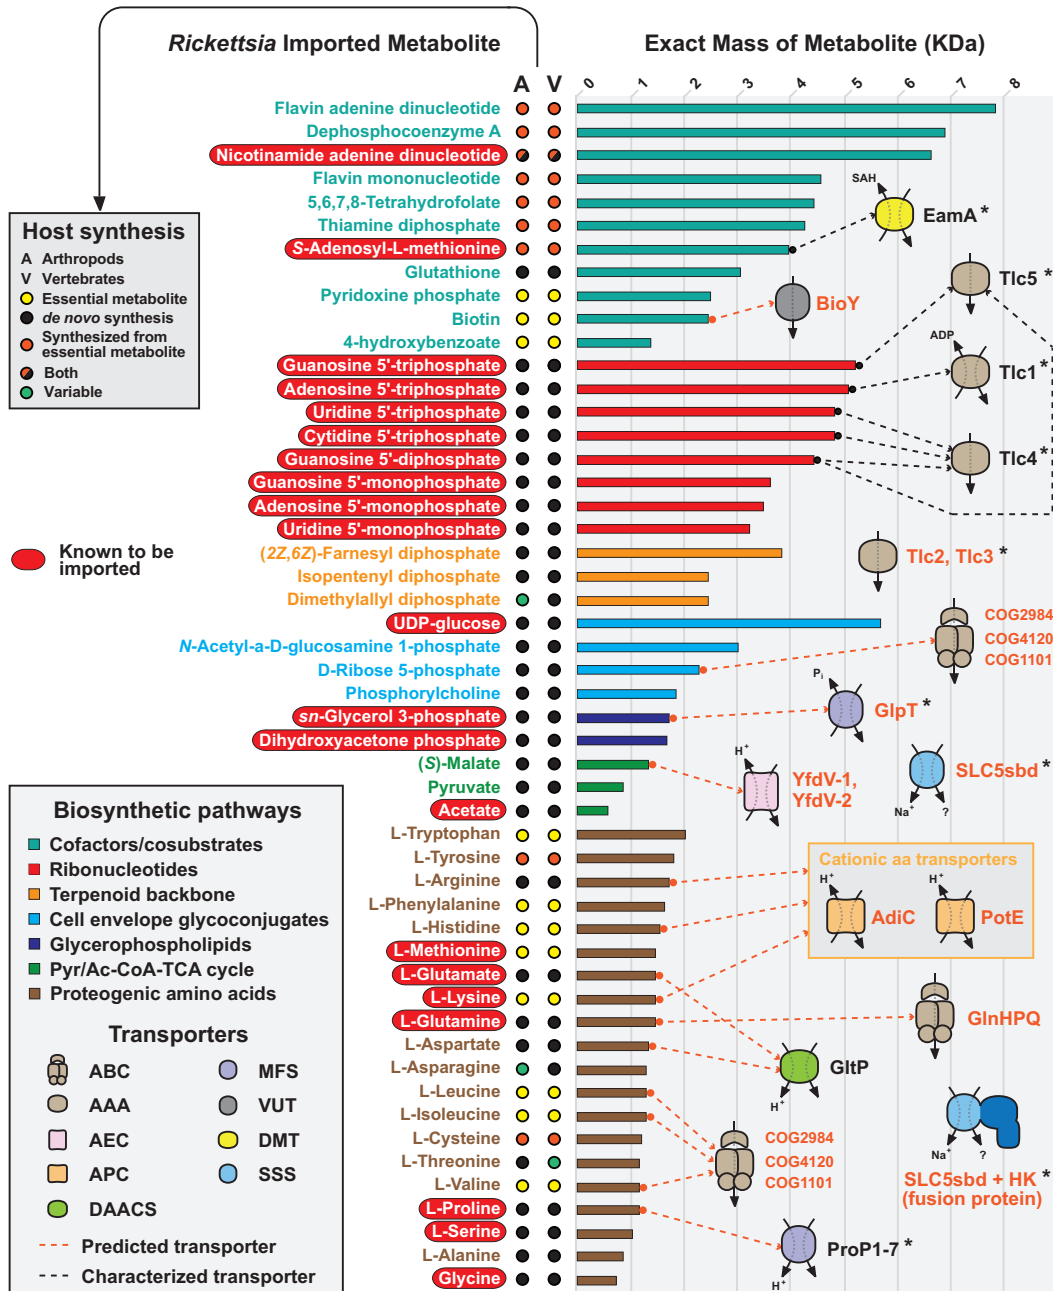 Rickettsia Imported Metabolite
Exact Mass of Metabolite (KDa)
A V
0 1 2 3 4 5 6 7 8
Flavin adenine dinucleotide
Dephosphocoenzyme A
Nicotinamide adenine dinucleotide
Flavin mononucleotide
5,6,7,8-Tetrahydrofolate
Thiamine diphosphate
S-Adenosyl-L-methionine
Glutathione
Pyridoxine phosphate
Biotin
4-hydroxybenzoate
Guanosine 5'-triphosphate
Adenosine 5'-triphosphate
Uridine 5'-triphosphate
Cytidine 5'-triphosphate
Guanosine 5'-diphosphate
Guanosine 5'-monophosphate
Adenosine 5'-monophosphate
Uridine 5'-monophosphate
(2Z,6Z)-Farnesyl diphosphate
Isopentenyl diphosphate
Dimethylallyl diphosphate
UDP-glucose
N-Acetyl-a-D-glucosamine 1-phosphate
D-Ribose 5-phosphate
Phosphorylcholine
sn-Glycerol 3-phosphate
Dihydroxyacetone phosphate
(S)-Malate
Pyruvate
Acetate
L-Tryptophan
L-Tyrosine
L-Arginine
L-Phenylalanine
L-Histidine
L-Methionine
L-Glutamate
L-Lysine
L-Glutamine
L-Aspartate
L-Asparagine
L-Leucine
L-Isoleucine
L-Cysteine
L-Threonine
L-Valine
L-Proline
L-Serine
L-Alanine
Glycine
Host synthesis
A Arthropods
V Vertebrates
Essential metabolite
de novo synthesis
Synthesized from
essential metabolite
Both
Variable
Known to be
imported
Biosynthetic pathways
Cofactors/cosubstrates
Ribonucleotides
Terpenoid backbone
Cell envelope glycoconjugates
Glycerophospholipids
Pyr/Ac-CoA-TCA cycle
Proteogenic amino acids
Transporters
ABC MFS
AAA VUT
AEC DMT
APC SSS
DAACS
Predicted transporter
Characterized transporter
SAH
EamA *
Tlc5 *
BioY
ADP
Tlc1 *
Tlc4 *
Tlc2, Tlc3 *
COG2984
COG4120
COG1101
Pi
GlpT *
H+
YfdV-1,
YfdV-2
SLC5sbd *
Na+ ?
Cationic aa transporters
H+ H+
AdiC PotE
GlnHPQ
GltP
H+
COG2984
COG4120
COG1101
Na+ ?
SLC5sbd + HK *
(fusion protein)
ProP1-7 *
H+